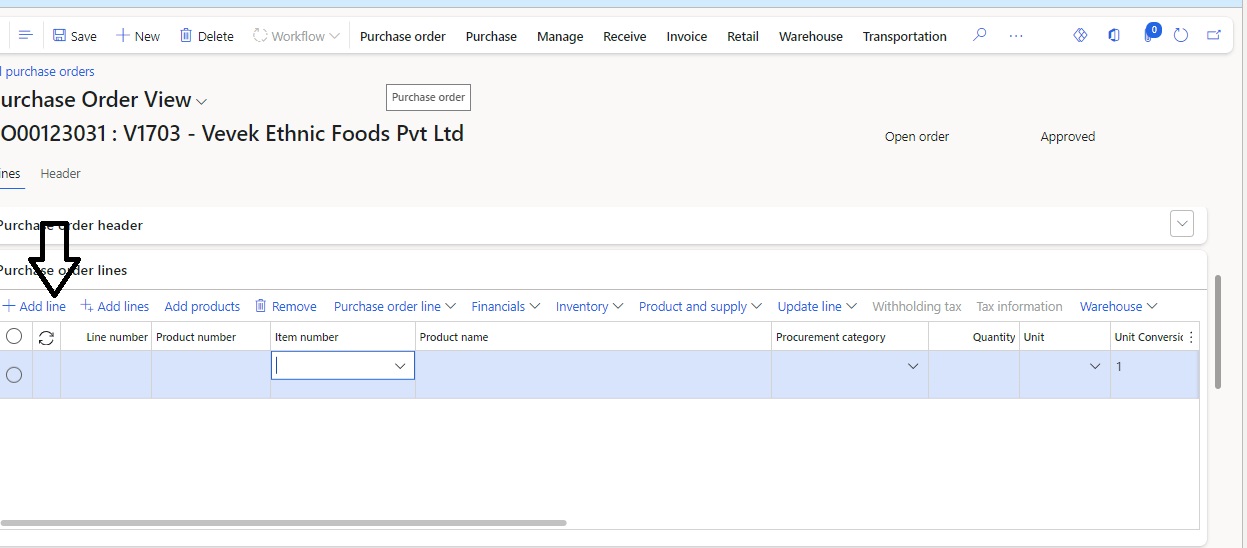 Save New Delete Workflow Purchase order Purchase Manage Receive Invoice Retail Warehouse Transportation ... 0
l purchase orders
urchase Order View
Purchase order
O00123031 : V1703 - Vevek Ethnic Foods Pvt Ltd
Open order Approved
ines Header
Purchase order header
Purchase order lines
+ Add line Add lines Add products Remove Purchase order line Financials Inventory Product and supply Update line Withholding tax Tax information Warehouse
Line number Product number Item number Product name Procurement category Quantity Unit Unit Conversic
1